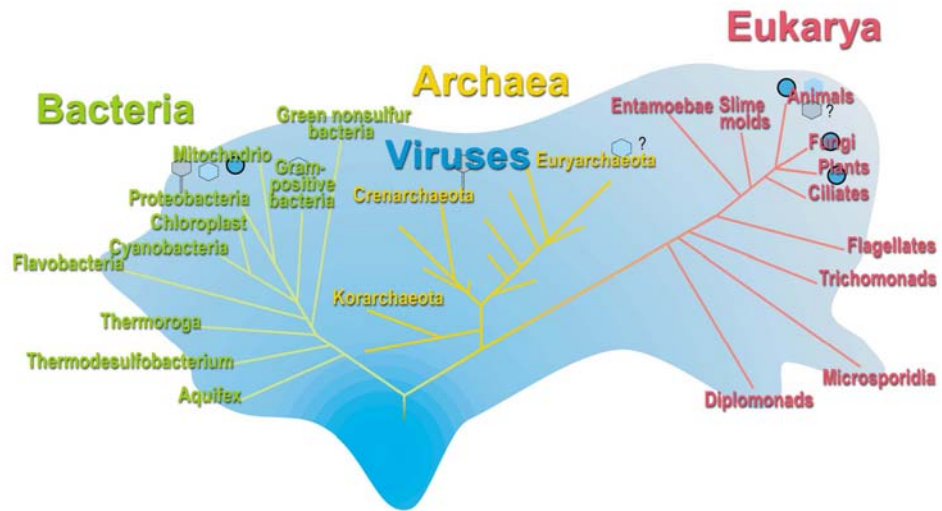 Eukarya
Archaea
Bacteria
Viruses
Green nonsulfur
bacteria
Mitochedrio
Gram-
positive
bacteria
Proteobacteria
Chloroplast
Cyanobacteria
Flavobacteria
Thermoroga
Thermodesulfobacterium
Aquifex
Crenarchaeota
Euryarchaeota
?
Korarchaeota
Entamoebae
Slime
molds
Animals
?
Fungi
Plants
Ciliates
Flagellates
Trichomonads
Microsporidia
Diplomonads